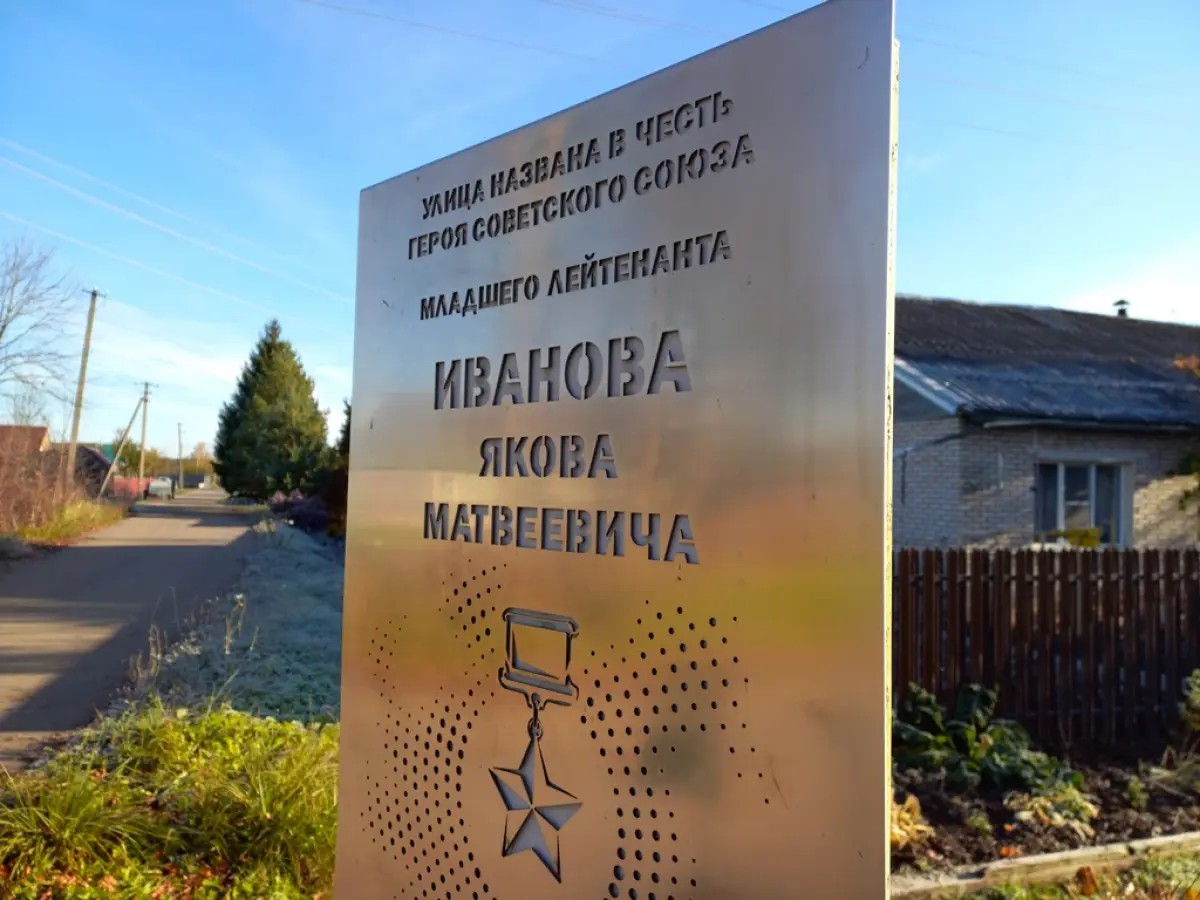 УЛИЦА НАЗВАНА В ЧЕСТЬ
ГЕРОЯ СОВЕТСКОГО СОЮЗА
МЛАДШЕГО ЛЕЙТЕНАНТА
ИВАНОВА
ЯКОВА
МАТВЕЕВИЧА